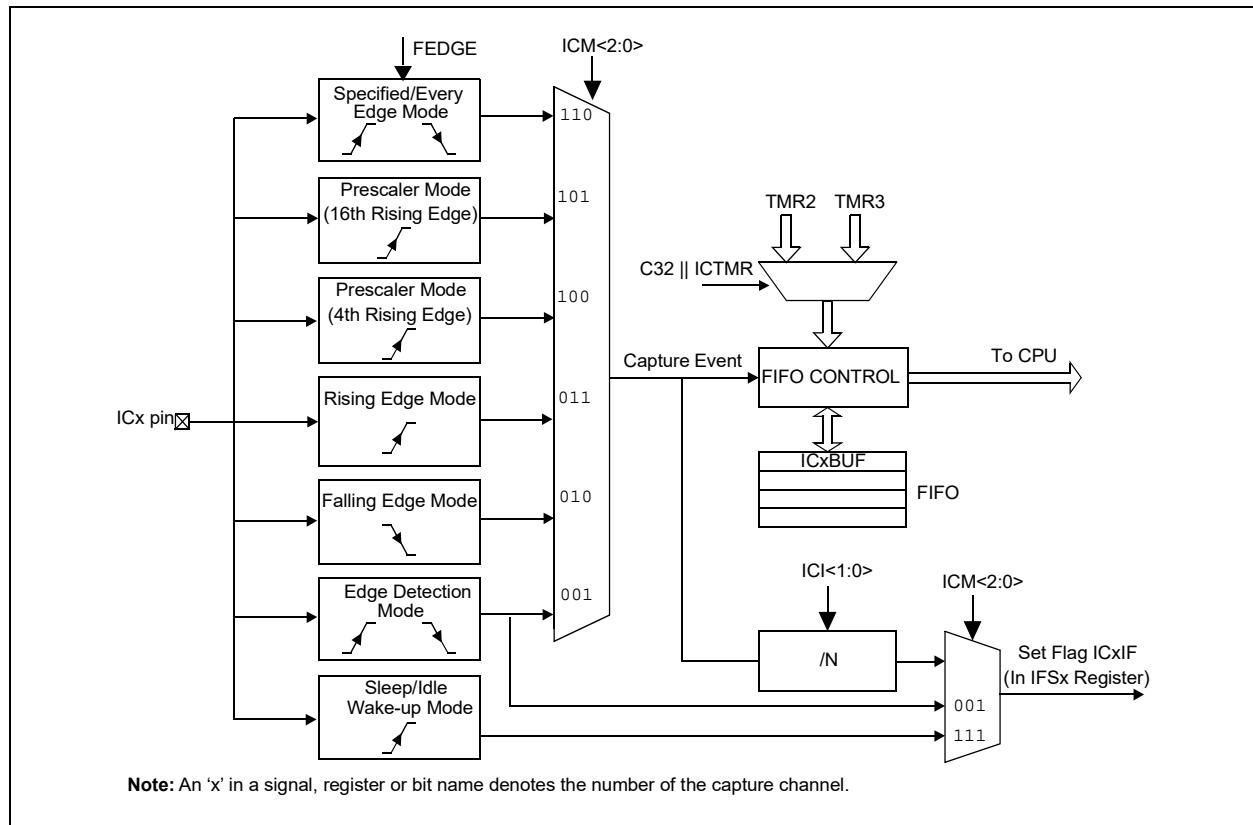 FEDGE
ICM<2:0>
Specified/Every
Edge Mode
110
Prescaler Mode
(16th Rising Edge)
101
TMR2
TMR3
C32 || ICTMR
Prescaler Mode
(4th Rising Edge)
100
Capture Event
FIFO CONTROL
To CPU
ICx pin
Rising Edge Mode
011
ICxBUF
FIFO
Falling Edge Mode
010
Edge Detection
Mode
001
ICI<1:0>
ICM<2:0>
/N
Set Flag ICxIF
(In IFSx Register)
Sleep/Idle
Wake-up Mode
001
111
Note: An ‘x’ in a signal, register or bit name denotes the number of the capture channel.